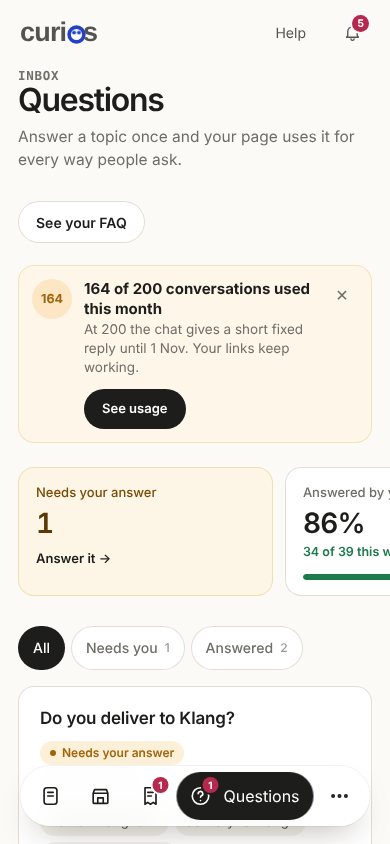 curios
Help
5
INBOX
Questions
Answer a topic once and your page uses it for
every way people ask.
See your FAQ
164
164 of 200 conversations used
this month
At 200 the chat gives a short fixed
reply until 1 Nov. Your links keep
working.
See usage
Needs your answer
1
Answer it →
Answered by
86%
34 of 39 this
All
Needs you 1
Answered 2
Do you deliver to Klang?
Needs your answer
1
1
Questions